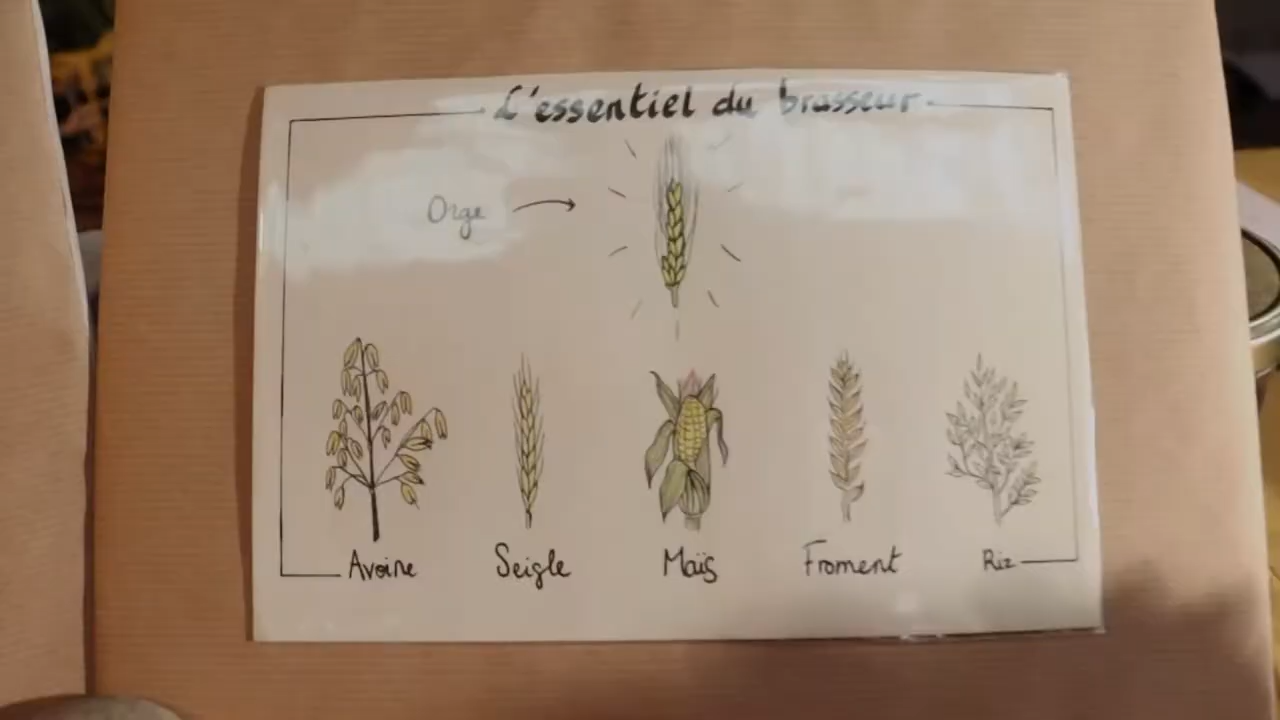 L'essentiel du brasseur
Orge
Avoine
Seigle
Maïs
Froment
Riz